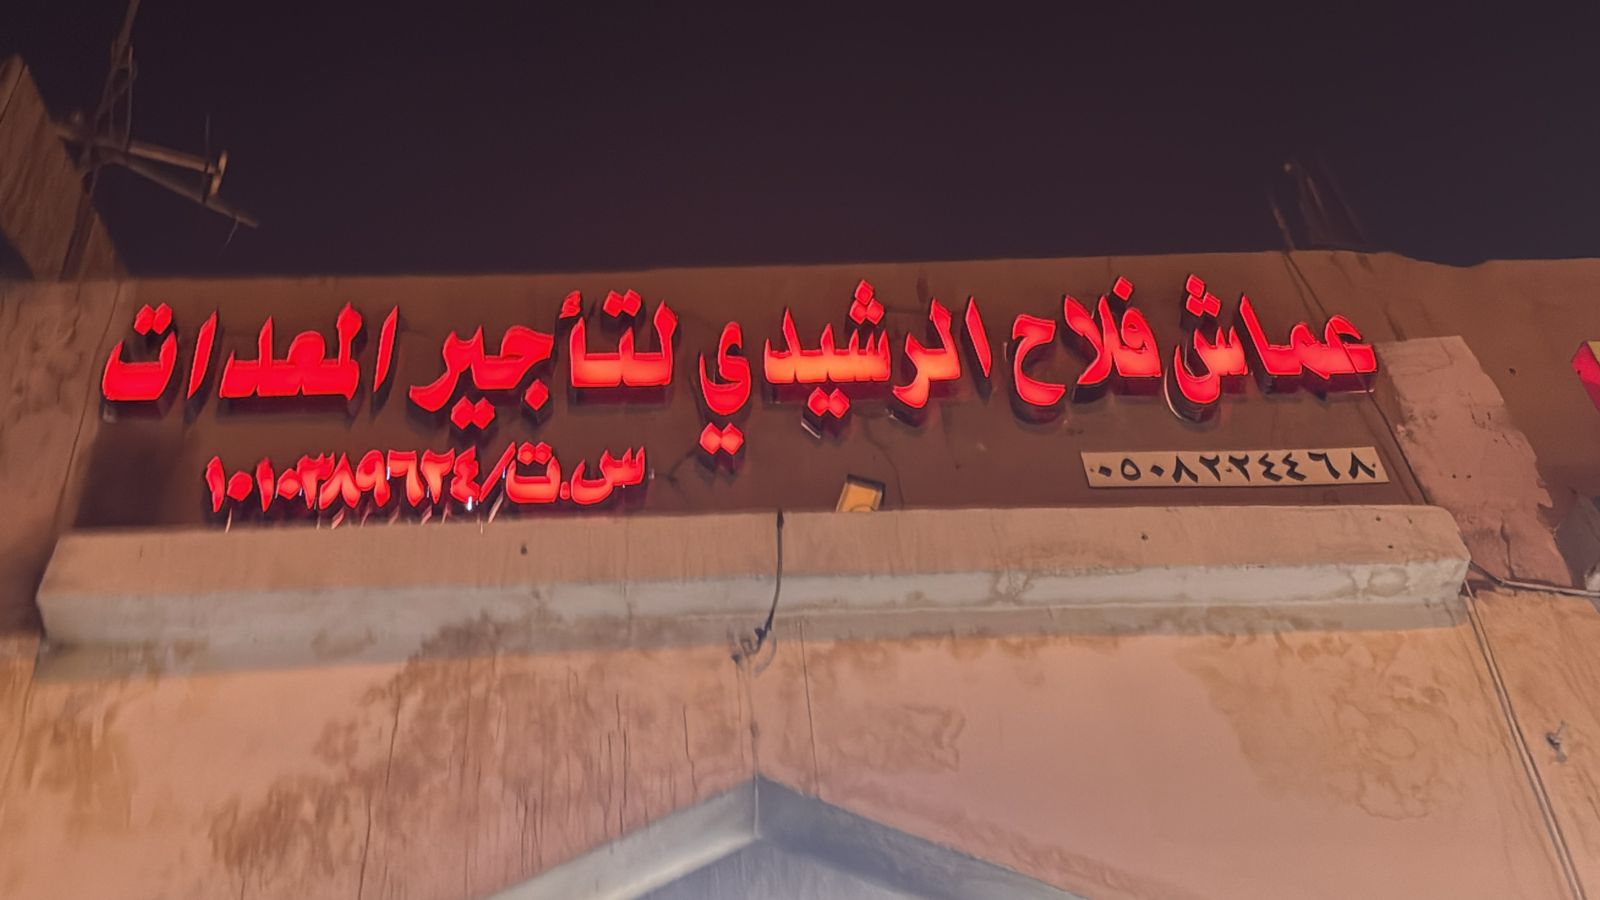 عماش فلاح الرشيدي لتأجير المعدات
س.ت/١٠١٠٣٨٩٦٢٤
٠٥٠٨٢٢٤٤٦٨